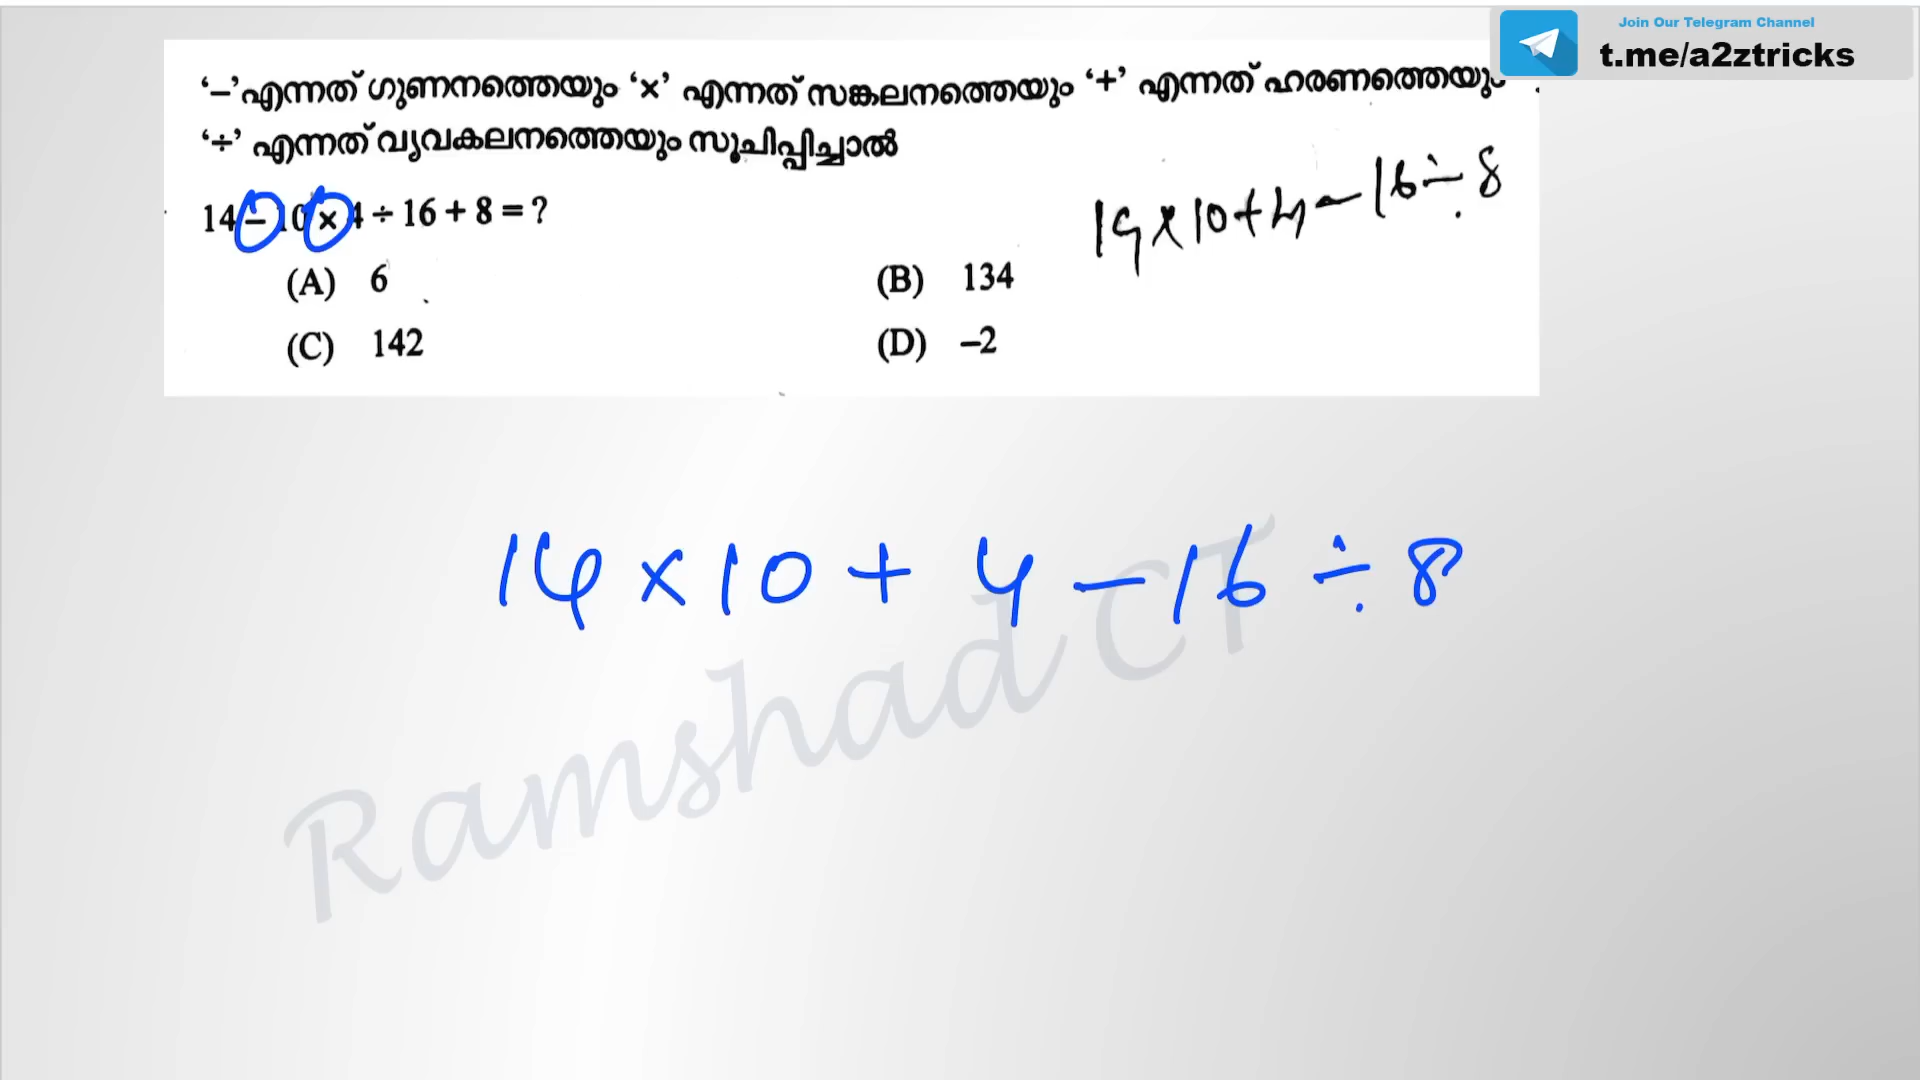 Join Our Telegram Channel
t.me/a2ztricks
‘–’എന്നത് ഗുണനത്തെയും ‘×’ എന്നത് സങ്കലനത്തെയും ‘+’ എന്നത് ഹരണത്തെയും
‘÷’ എന്നത് വ്യവകലനത്തെയും സൂചിപ്പിച്ചാൽ
14 – 10 × 4 ÷ 16 + 8 = ?
14 × 10 + 4 – 16 ÷ 8
(A) 6
(B) 134
(C) 142
(D) –2
14 × 10 + 4 – 16 ÷ 8
Ramshad CT